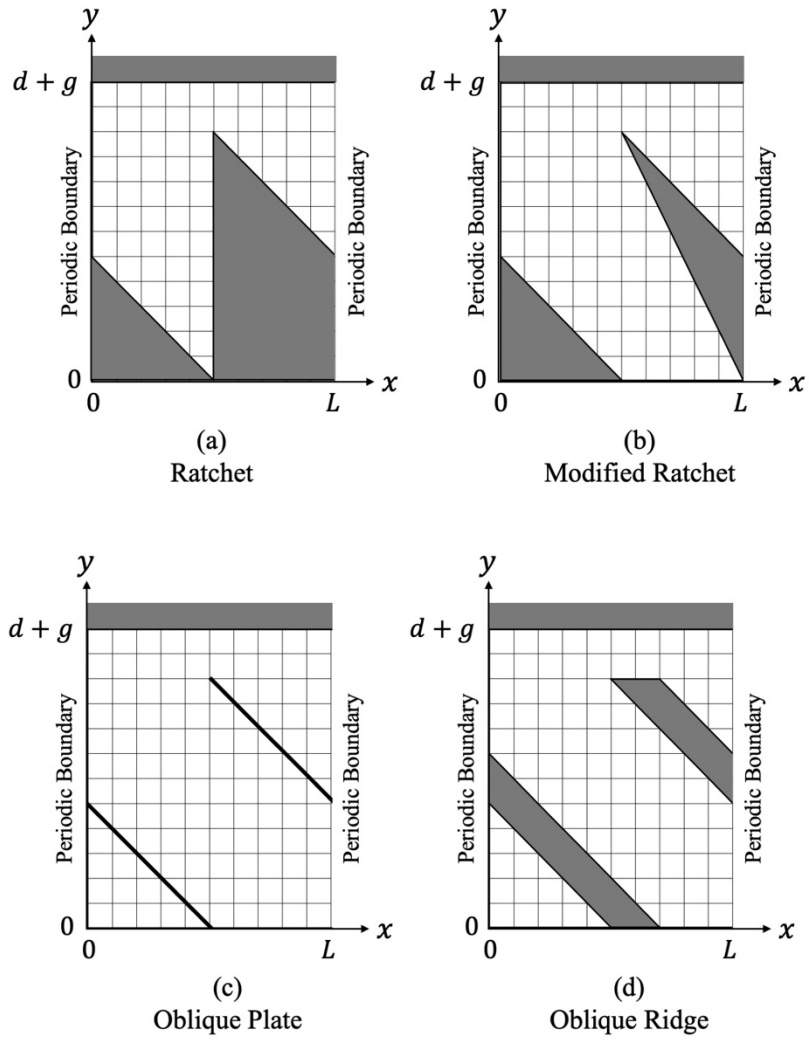 y
d + g
Periodic Boundary
Periodic Boundary
0
x
0
L
(a)
Ratchet
y
d + g
Periodic Boundary
Periodic Boundary
0
x
0
L
(b)
Modified Ratchet
y
d + g
Periodic Boundary
Periodic Boundary
0
x
0
L
(c)
Oblique Plate
y
d + g
Periodic Boundary
Periodic Boundary
0
x
0
L
(d)
Oblique Ridge